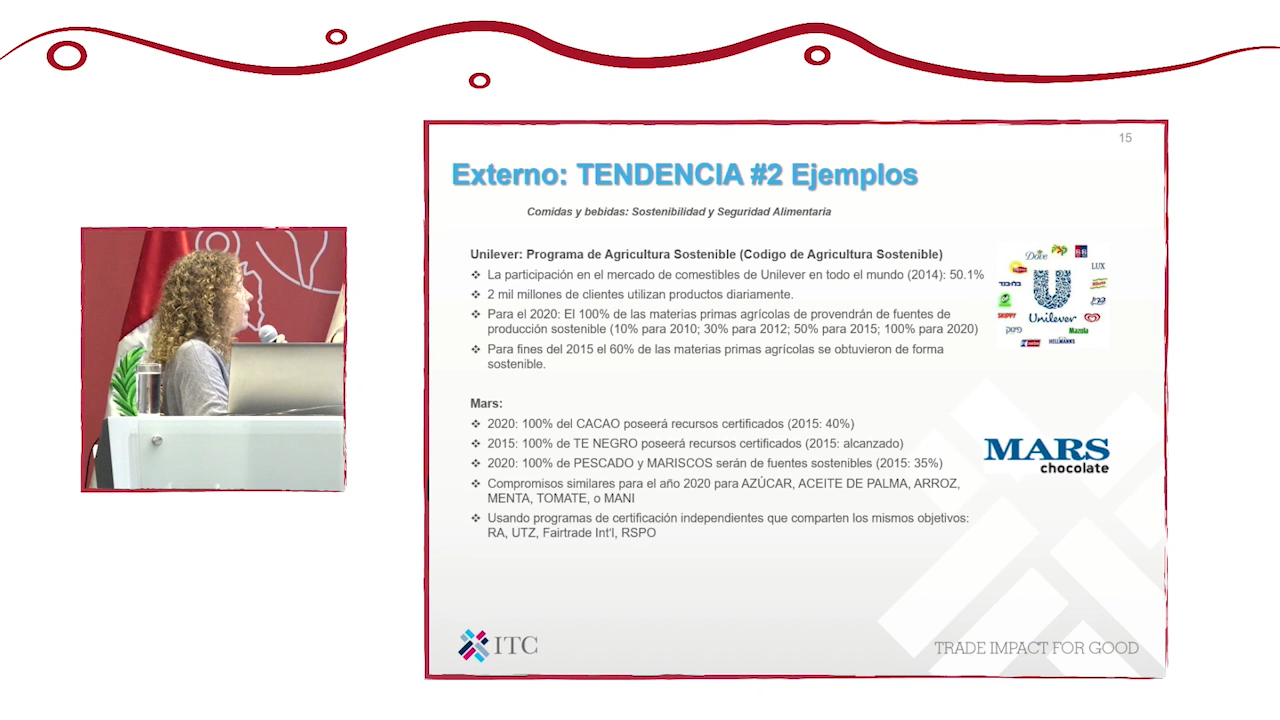 15
Externo: TENDENCIA #2 Ejemplos
Comidas y bebidas: Sostenibilidad y Seguridad Alimentaria
Unilever: Programa de Agricultura Sostenible (Codigo de Agricultura Sostenible)
La participación en el mercado de comestibles de Unilever en todo el mundo (2014): 50.1%
2 mil millones de clientes utilizan productos diariamente.
Para el 2020: El 100% de las materias primas agrícolas de provendrán de fuentes de
producción sostenible (10% para 2010; 30% para 2012; 50% para 2015; 100% para 2020)
Para fines del 2015 el 60% de las materias primas agrícolas se obtuvieron de forma
sostenible.
Dove
LUX
SKIPPY
Unilever
Mazola
HELLMANNS
Mars:
2020: 100% del CACAO poseerá recursos certificados (2015: 40%)
2015: 100% de TE NEGRO poseerá recursos certificados (2015: alcanzado)
2020: 100% de PESCADO y MARISCOS serán de fuentes sostenibles (2015: 35%)
Compromisos similares para el año 2020 para AZÚCAR, ACEITE DE PALMA, ARROZ,
MENTA, TOMATE, o MANI
Usando programas de certificación independientes que comparten los mismos objetivos:
RA, UTZ, Fairtrade Int'l, RSPO
MARS
chocolate
ITC
TRADE IMPACT FOR GOOD